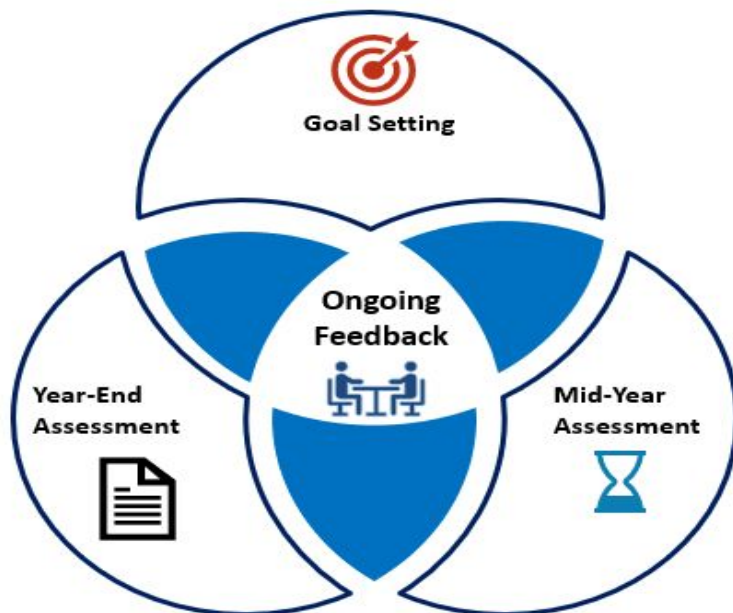 Goal Setting
Ongoing
Feedback
Year-End
Assessment
Mid-Year
Assessment